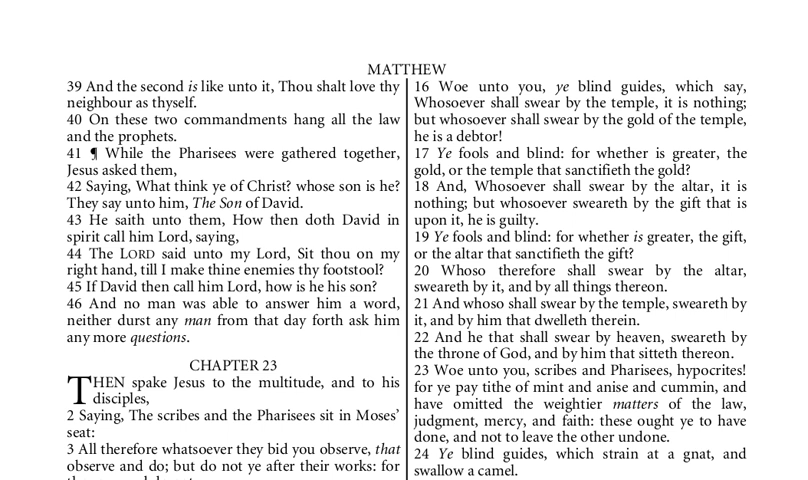 MATTHEW
39 And the second is like unto it, Thou shalt love thy
neighbour as thyself.
40 On these two commandments hang all the law
and the prophets.
41 ¶ While the Pharisees were gathered together,
Jesus asked them,
42 Saying, What think ye of Christ? whose son is he?
They say unto him, The Son of David.
43 He saith unto them, How then doth David in
spirit call him Lord, saying,
44 The LORD said unto my Lord, Sit thou on my
right hand, till I make thine enemies thy footstool?
45 If David then call him Lord, how is he his son?
46 And no man was able to answer him a word,
neither durst any man from that day forth ask him
any more questions.
CHAPTER 23
THEN spake Jesus to the multitude, and to his
disciples,
2 Saying, The scribes and the Pharisees sit in Moses’
seat:
3 All therefore whatsoever they bid you observe, that
observe and do; but do not ye after their works: for
16 Woe unto you, ye blind guides, which say,
Whosoever shall swear by the temple, it is nothing;
but whosoever shall swear by the gold of the temple,
he is a debtor!
17 Ye fools and blind: for whether is greater, the
gold, or the temple that sanctifieth the gold?
18 And, Whosoever shall swear by the altar, it is
nothing; but whosoever sweareth by the gift that is
upon it, he is guilty.
19 Ye fools and blind: for whether is greater, the gift,
or the altar that sanctifieth the gift?
20 Whoso therefore shall swear by the altar,
sweareth by it, and by all things thereon.
21 And whoso shall swear by the temple, sweareth by
it, and by him that dwelleth therein.
22 And he that shall swear by heaven, sweareth by
the throne of God, and by him that sitteth thereon.
23 Woe unto you, scribes and Pharisees, hypocrites!
for ye pay tithe of mint and anise and cummin, and
have omitted the weightier matters of the law,
judgment, mercy, and faith: these ought ye to have
done, and not to leave the other undone.
24 Ye blind guides, which strain at a gnat, and
swallow a camel.